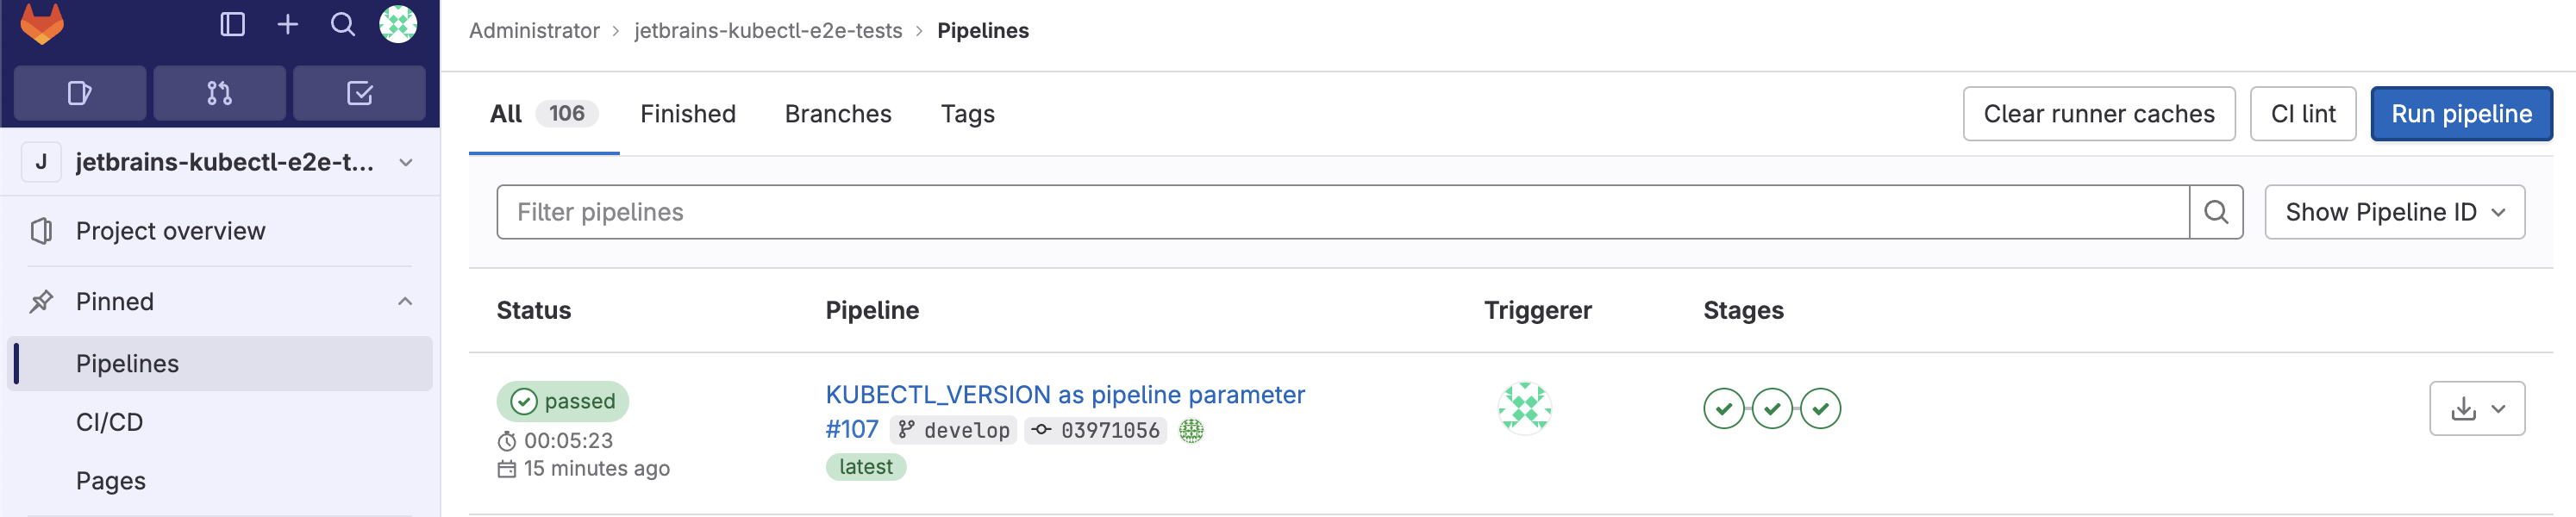 Administrator > jetbrains-kubectl-e2e-tests > Pipelines
All 106 Finished Branches Tags Clear runner caches CI lint Run pipeline
J jetbrains-kubectl-e2e-t...
Filter pipelines Show Pipeline ID
Project overview
Pinned
Status Pipeline Triggerer Stages
Pipelines
CI/CD
Pages
passed KUBECTL_VERSION as pipeline parameter
00:05:23 #107 develop 03971056
15 minutes ago latest